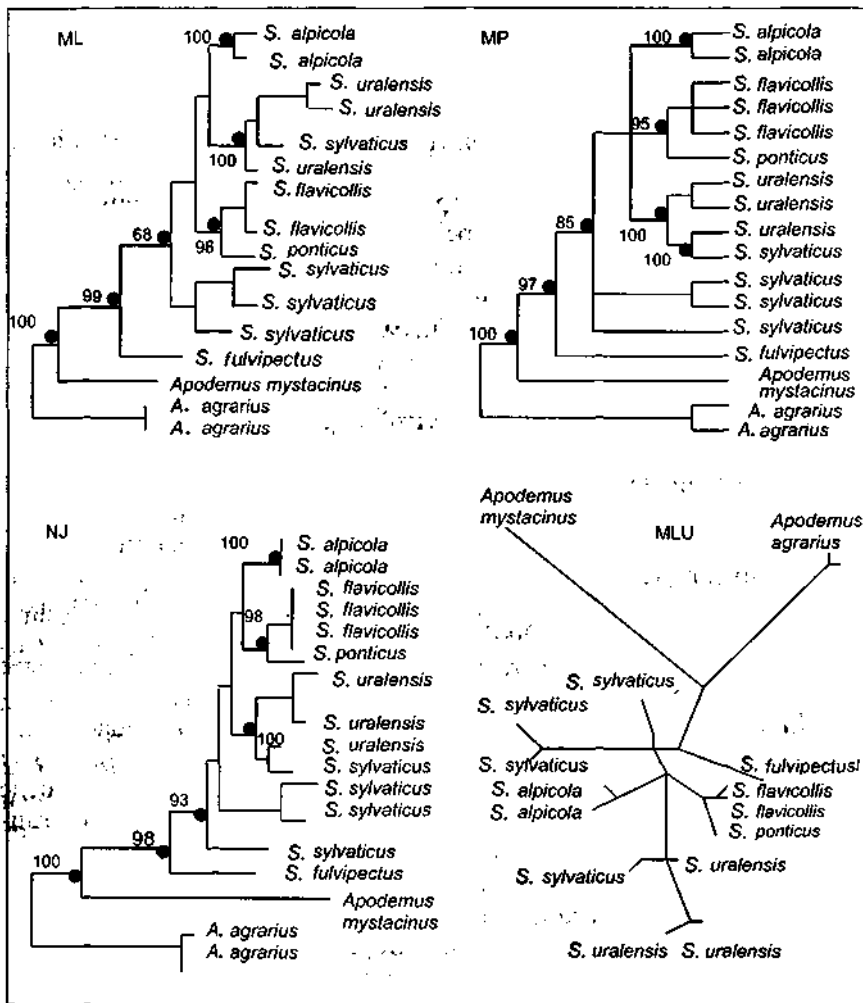 ML
100
S. alpicola
S. alpicola
S. uralensis
S. uralensis
S. sylvaticus
100
S. uralensis
S. flavicollis
S. flavicollis
96
S. ponticus
68
S. sylvaticus
S. sylvaticus
S. sylvaticus
99
S. fulvipectus
100
Apodemus mystacinus
A. agrarius
A. agrarius
MP
100
S. alpicola
S. alpicola
S. flavicollis
S. flavicollis
95
S. flavicollis
S. ponticus
S. uralensis
S. uralensis
85
100
S. uralensis
100
S. sylvaticus
S. sylvaticus
S. sylvaticus
97
S. sylvaticus
100
S. fulvipectus
Apodemus
mystacinus
A. agrarius
A. agrarius
NJ
100
S. alpicola
S. alpicola
S. flavicollis
98
S. flavicollis
S. flavicollis
S. ponticus
S. uralensis
S. uralensis
100
S. uralensis
S. sylvaticus
S. sylvaticus
93
S. sylvaticus
98
S. sylvaticus
100
S. fulvipectus
Apodemus
mystacinus
A. agrarius
A. agrarius
Apodemus
mystacinus
MLU
Apodemus
agrarius
S. sylvaticus
S. sylvaticus
S. sylvaticus
S. fulvipectus
S. alpicola
S. flavicollis
S. alpicola
S. flavicollis
S. ponticus
S. sylvaticus
S. uralensis
S. uralensis S. uralensis